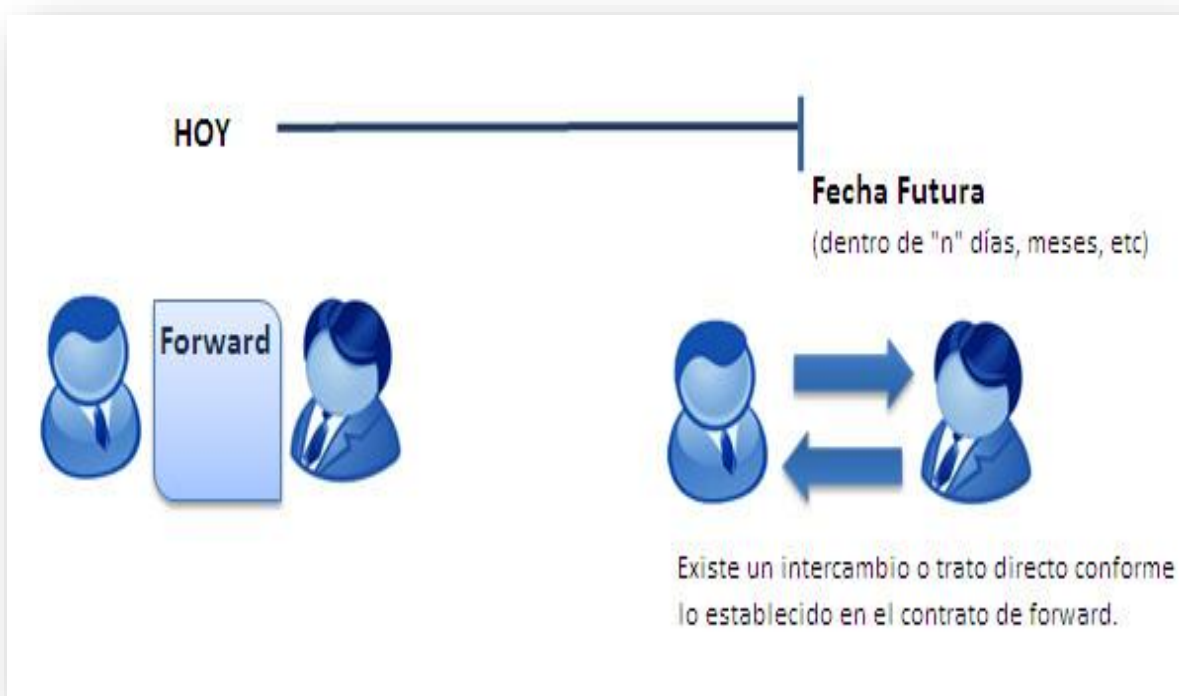 HOY
Fecha Futura
(dentro de "n" días, meses, etc)
Forward
Existe un intercambio o trato directo conforme
lo establecido en el contrato de forward.